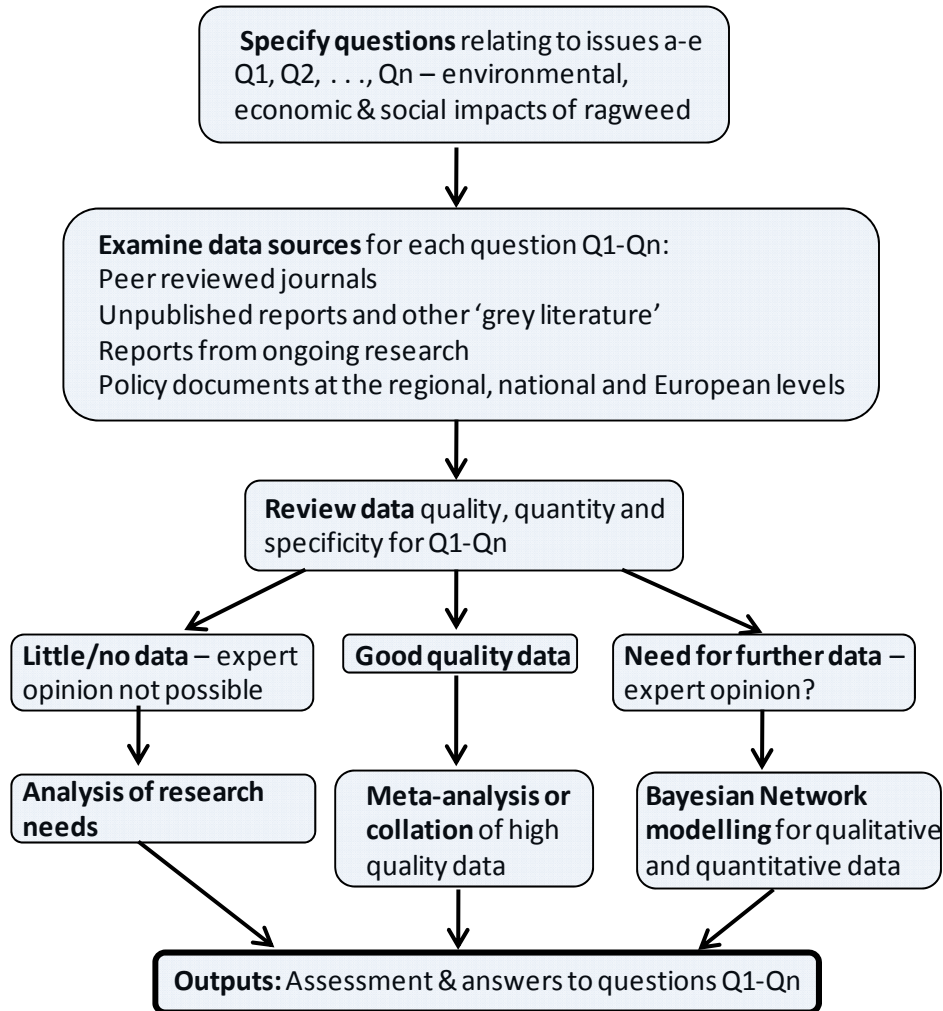 Specify questions relating to issues a-e
Q1, Q2, . . ., Qn – environmental,
economic & social impacts of ragweed
Examine data sources for each question Q1-Qn:
Peer reviewed journals
Unpublished reports and other ‘grey literature’
Reports from ongoing research
Policy documents at the regional, national and European levels
Review data quality, quantity and
specificity for Q1-Qn
Little/no data – expert
opinion not possible
Good quality data
Need for further data –
expert opinion?
Analysis of research
needs
Meta-analysis or
collation of high
quality data
Bayesian Network
modelling for qualitative
and quantitative data
Outputs: Assessment & answers to questions Q1-Qn